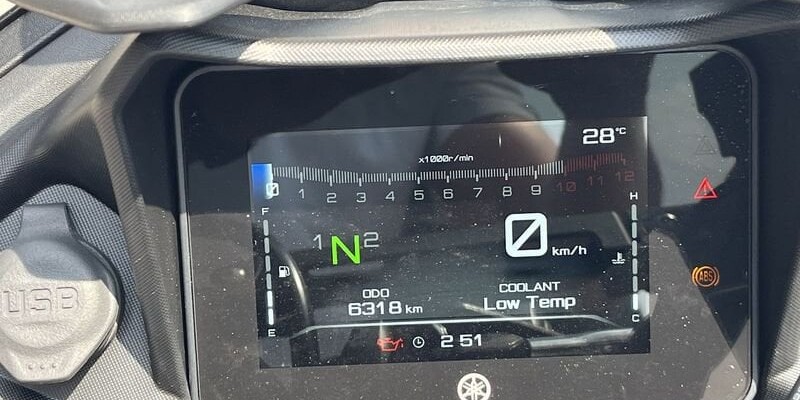 28°C
x1000r/min
0 1 2 3 4 5 6 7 8 9 10 11 12
F H
1 N 2 0 km/h
USB
ABS
ODO COOLANT
6318 km Low Temp
E C
2:51